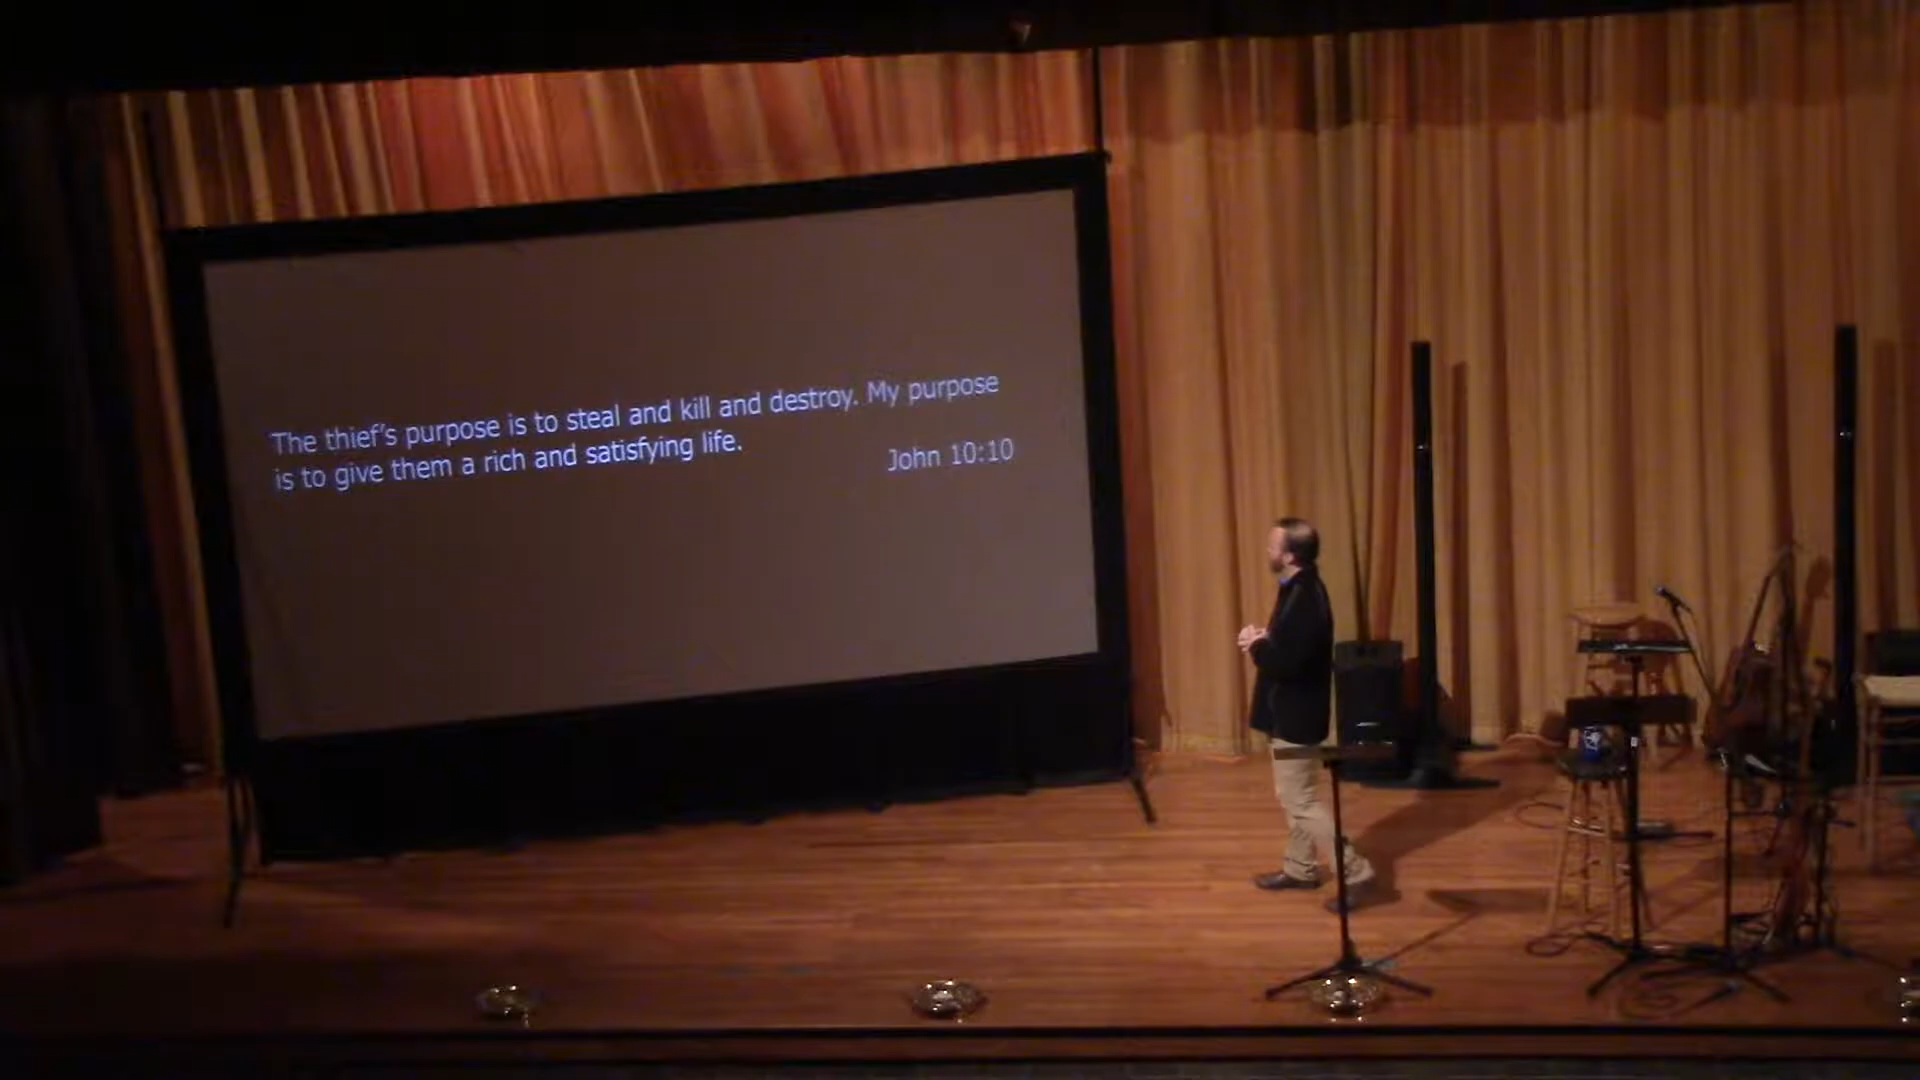 The thief's purpose is to steal and kill and destroy. My purpose
is to give them a rich and satisfying life.
John 10:10